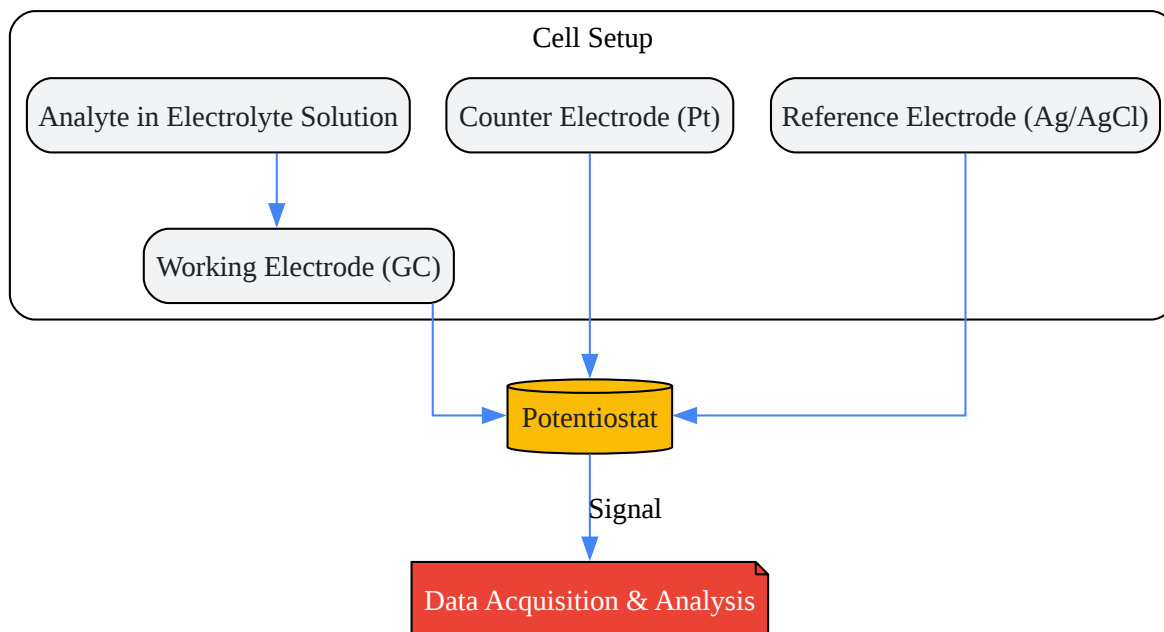 Cell Setup
Analyte in Electrolyte Solution
Counter Electrode (Pt)
Reference Electrode (Ag/AgCl)
Working Electrode (GC)
Potentiostat
Signal
Data Acquisition & Analysis